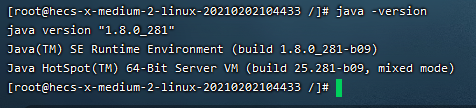 [root@hecs-x-medium-2-linux-20210202104433 /]# java -version
java version "1.8.0_281"
Java(TM) SE Runtime Environment (build 1.8.0_281-b09)
Java HotSpot(TM) 64-Bit Server VM (build 25.281-b09, mixed mode)
[root@hecs-x-medium-2-linux-20210202104433 /]#